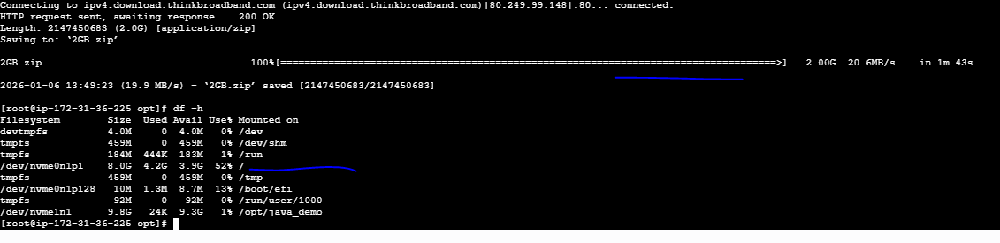 Connecting to ipv4.download.thinkbroadband.com (ipv4.download.thinkbroadband.com)|80.249.99.148|:80... connected.
HTTP request sent, awaiting response... 200 OK
Length: 2147450683 (2.0G) [application/zip]
Saving to: ‘2GB.zip’
2GB.zip 100%[===================================================================================>] 2.00G 20.6MB/s in 1m 43s
2026-01-06 13:49:23 (19.9 MB/s) - ‘2GB.zip’ saved [2147450683/2147450683]
[root@ip-172-31-36-225 opt]# df -h
Filesystem Size Used Avail Use% Mounted on
devtmpfs 4.0M 0 4.0M 0% /dev
tmpfs 459M 0 459M 0% /dev/shm
tmpfs 184M 444K 183M 1% /run
/dev/nvme0n1p1 8.0G 4.2G 3.9G 52% /
tmpfs 459M 0 459M 0% /tmp
/dev/nvme0n1p128 10M 1.3M 8.7M 13% /boot/efi
tmpfs 92M 0 92M 0% /run/user/1000
/dev/nvme1n1 9.8G 24K 9.3G 1% /opt/java_demo
[root@ip-172-31-36-225 opt]#